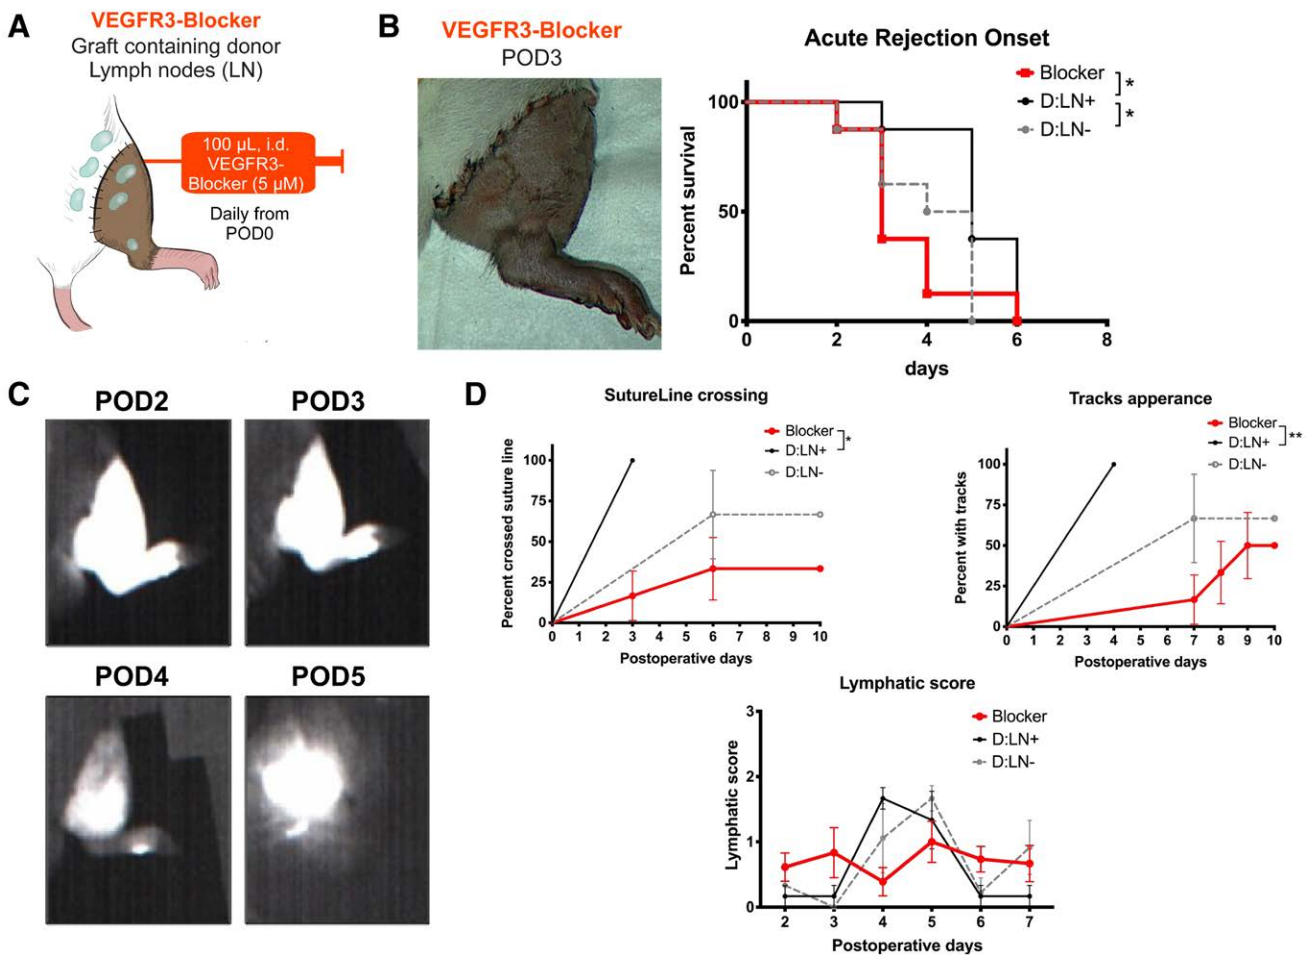 A
VEGFR3-Blocker
Graft containing donor
Lymph nodes (LN)
100 µL, i.d.
VEGFR3-
Blocker (5 µM)
Daily from
POD0
B
VEGFR3-Blocker
POD3
Acute Rejection Onset
Blocker
D:LN+
D:LN-
*
*
Percent survival
100
50
0
0 2 4 6 8
days
C
POD2
POD3
POD4
POD5
D
SutureLine crossing
Blocker
D:LN+
D:LN-
*
Percent crossed suture line
100
75
50
25
0
0 1 2 3 4 5 6 7 8 9 10
Postoperative days
Tracks apperance
Blocker
D:LN+
D:LN-
**
Percent with tracks
100
75
50
25
0
0 1 2 3 4 5 6 7 8 9 10
Postoperative days
Lymphatic score
Blocker
D:LN+
D:LN-
Lymphatic score
3
2
1
0
2 3 4 5 6 7
Postoperative days